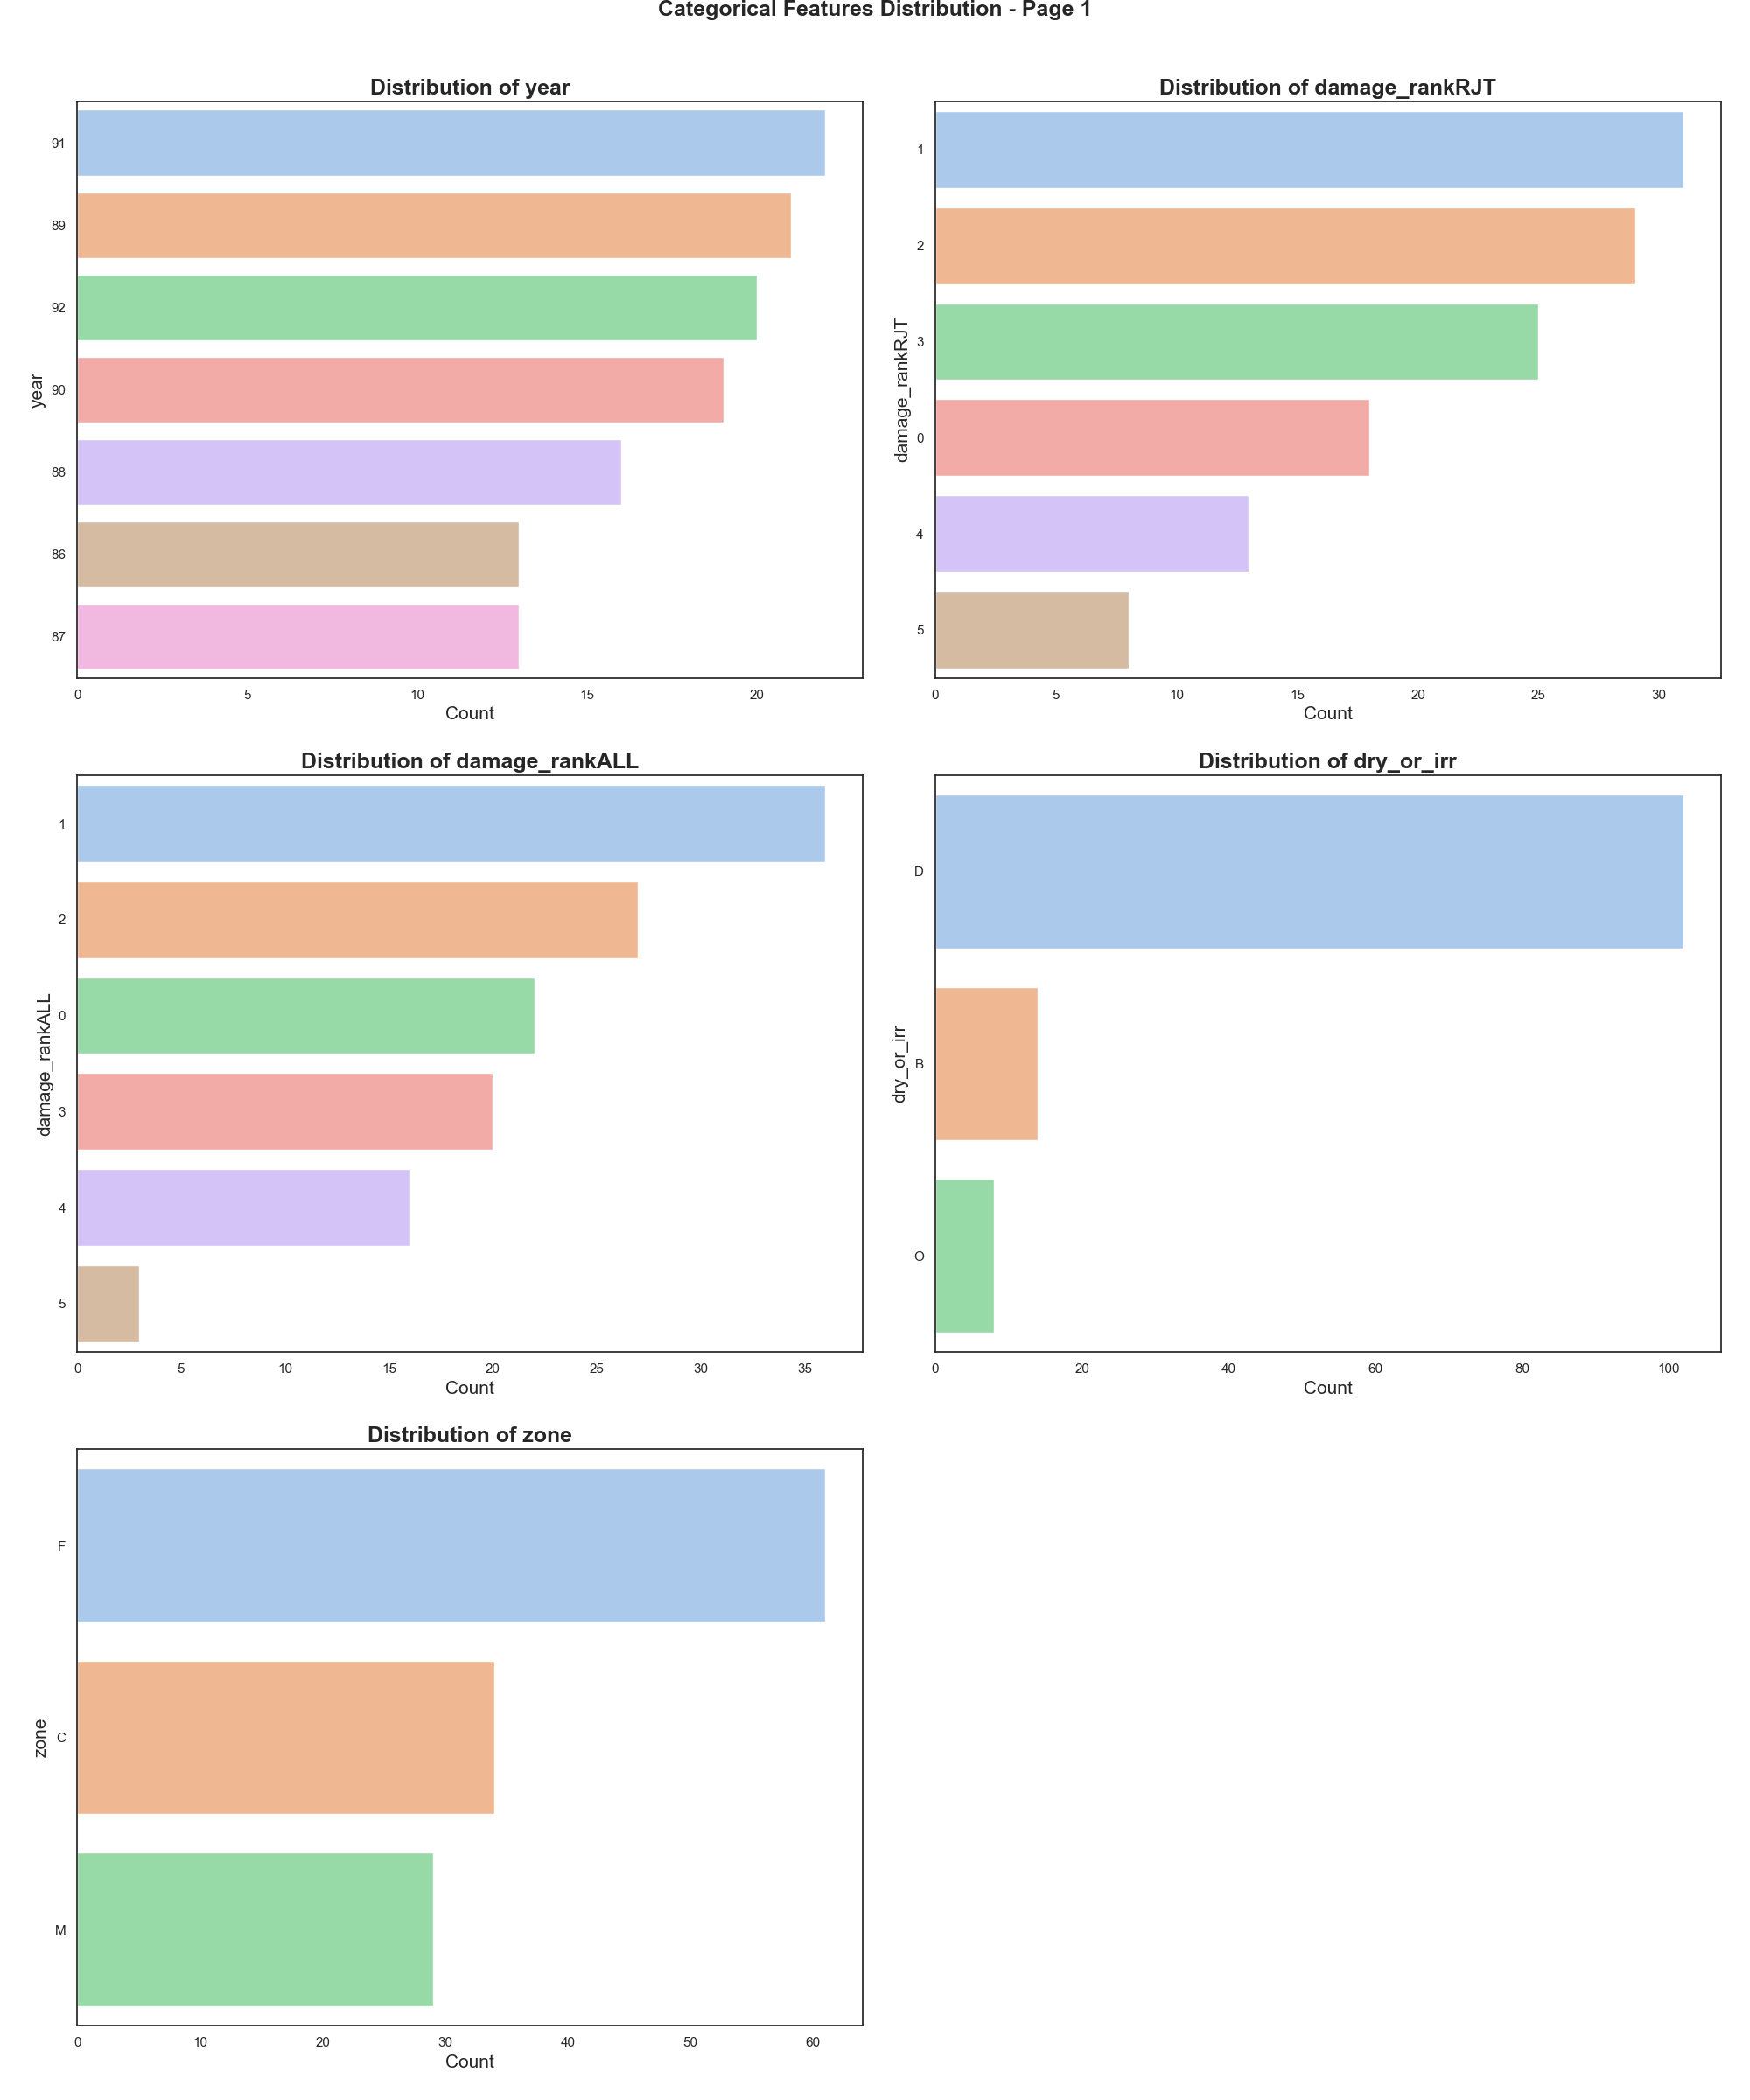 Categorical Features Distribution - Page 1
Distribution of year
year
91
89
92
90
88
86
87
0 5 10 15 20
Count
Distribution of damage_rankRJT
damage_rankRJT
1
2
3
0
4
5
0 5 10 15 20 25 30
Count
Distribution of damage_rankALL
damage_rankALL
1
2
0
3
4
5
0 5 10 15 20 25 30 35
Count
Distribution of dry_or_irr
dry_or_irr
D
B
O
0 20 40 60 80 100
Count
Distribution of zone
zone
F
C
M
0 10 20 30 40 50 60
Count